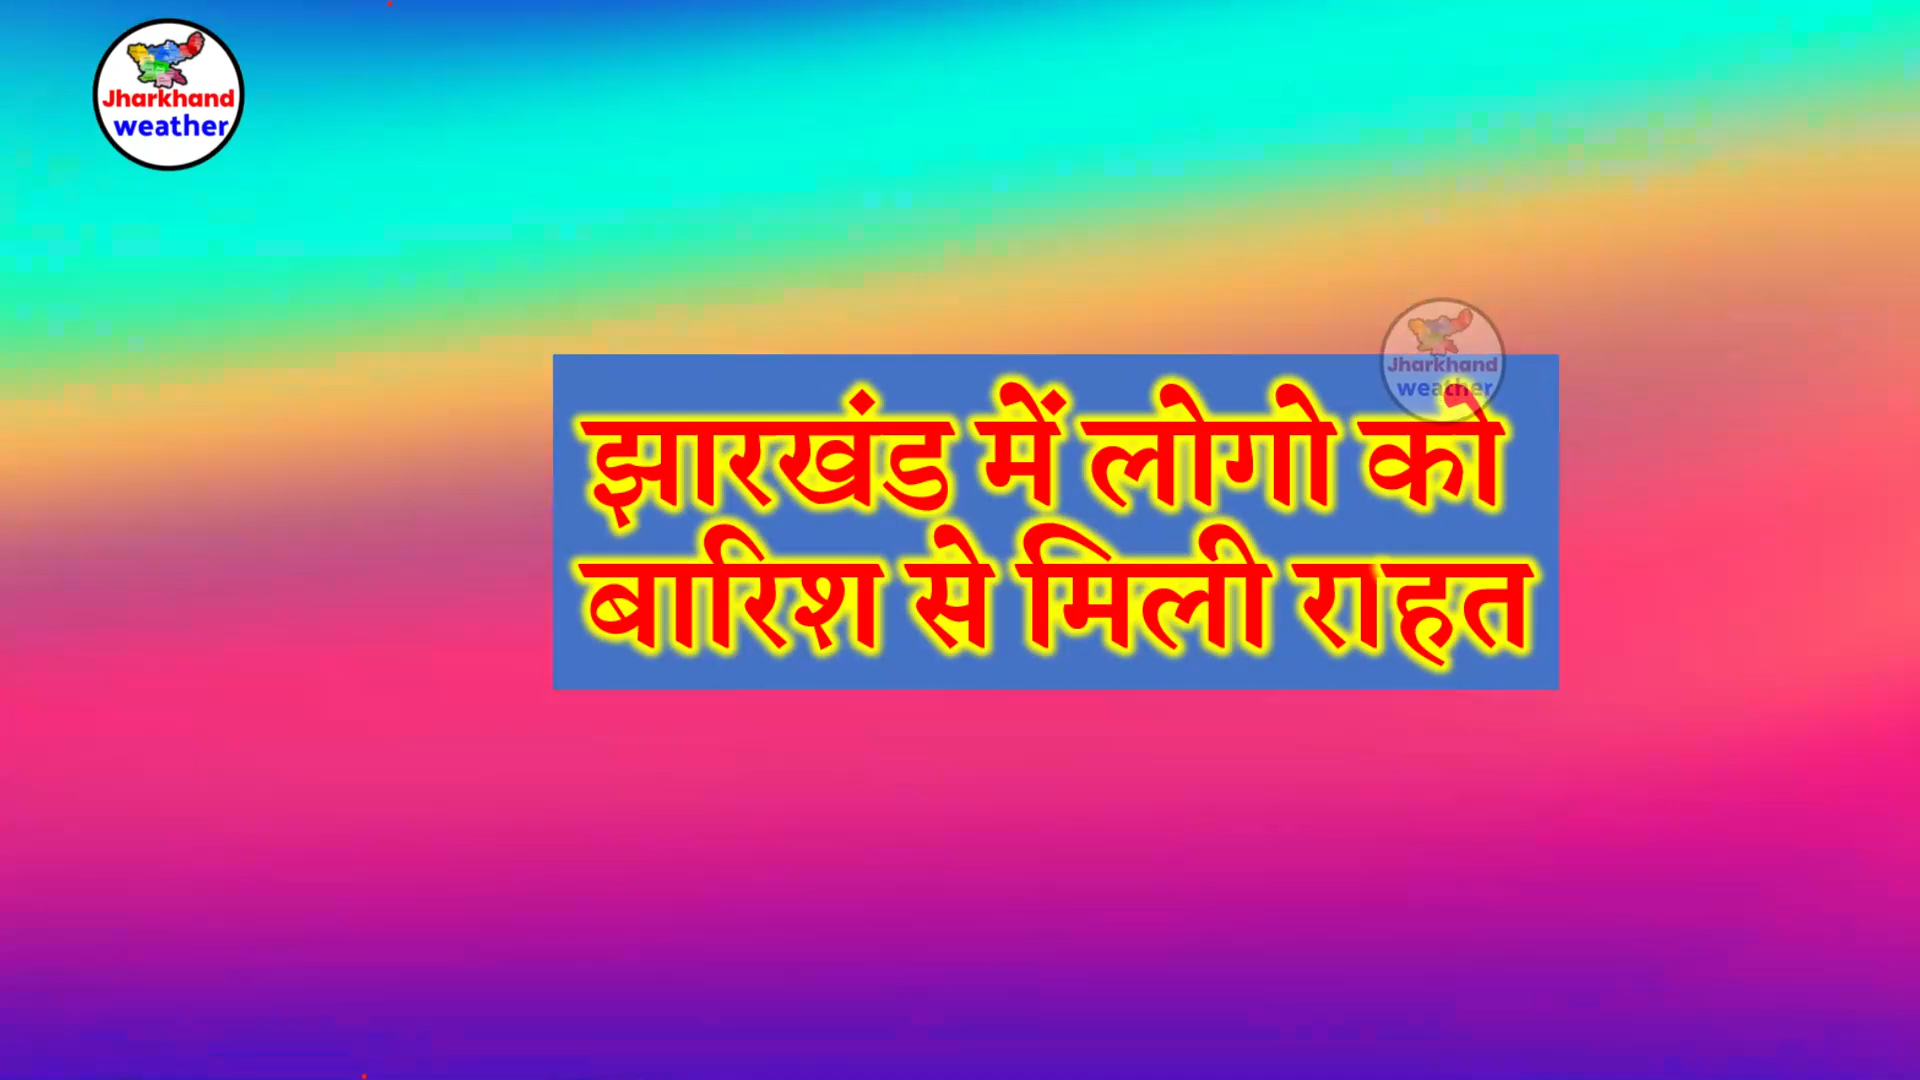 Jharkhand
weather
Jharkhand
weather
झारखंड में लोगो को
बारिश से मिली राहत